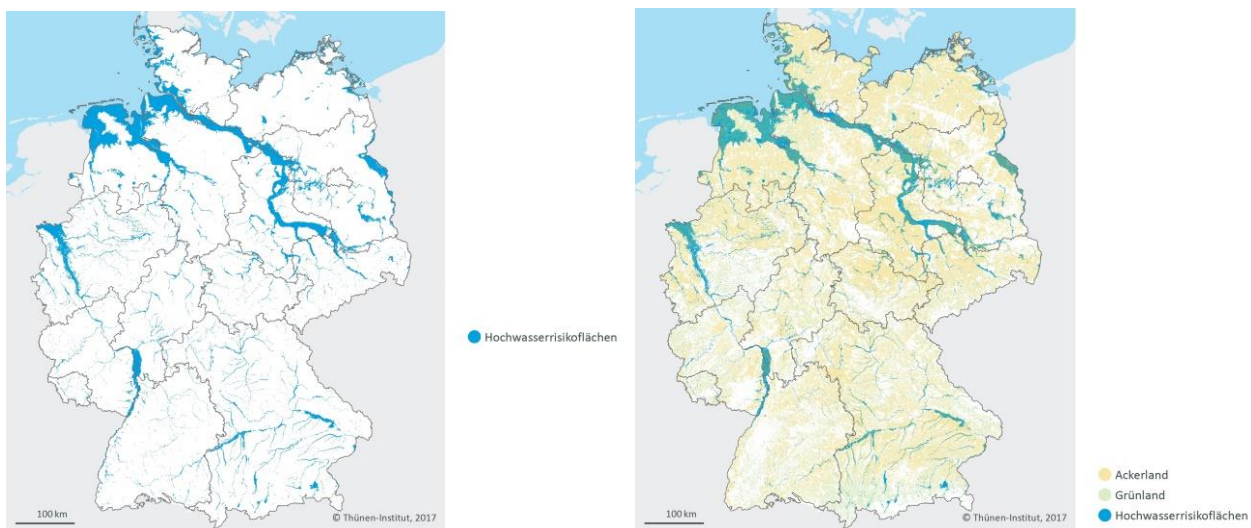 Hochwasserrisikoflächen
100 km
© Thünen-Institut, 2017
Ackerland
Grünland
Hochwasserrisikoflächen
100 km
© Thünen-Institut, 2017